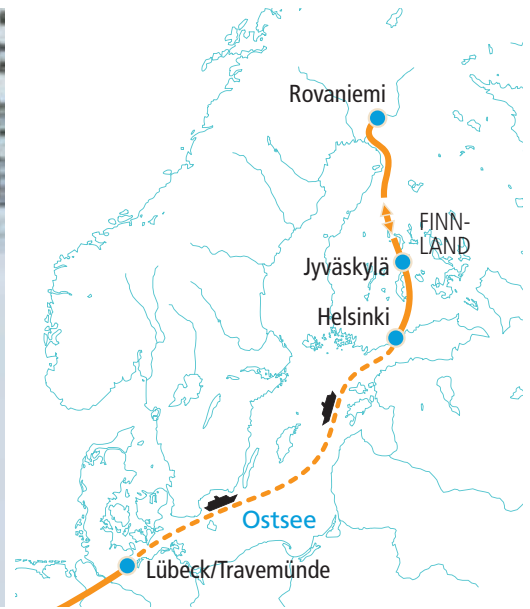 Rovaniemi
FINN-
LAND
Jyväskylä
Helsinki
Ostsee
Lübeck/Travemünde